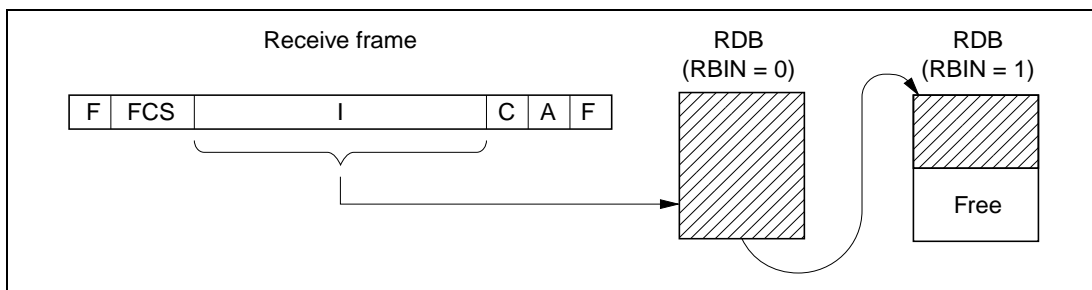 Receive frame
RDB
(RBIN = 0)
RDB
(RBIN = 1)
F FCS I C A F
Free